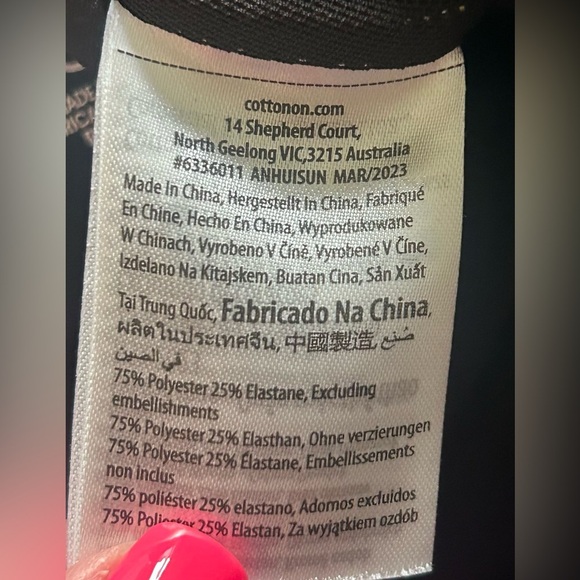 cottonon.com
14 Shepherd Court,
North Geelong VIC,3215 Australia
#6336011 ANHUISUN MAR/2023
Made In China, Hergestellt In China, Fabriqué
En Chine, Hecho En China, Wyprodukowane
W Chinach, Vyrobeno V Číně, Vyrobené V Číne,
Izdelano Na Kitajskem, Buatan Cina, Sản Xuất
Tai Trung Quốc, Fabricado Na China,
ผลิตในประเทศจีน, 中國製造, صُنع
في الصين
75% Polyester 25% Elastane, Excluding
embellishments
75% Polyester 25% Elasthan, Ohne verzierungen
75% Polyester 25% Élastane, Embellissements
non inclus
75% poliéster 25% elastano, Adornos excluidos
75% Poliester 25% Elastan, Za wyjątkiem ozdób